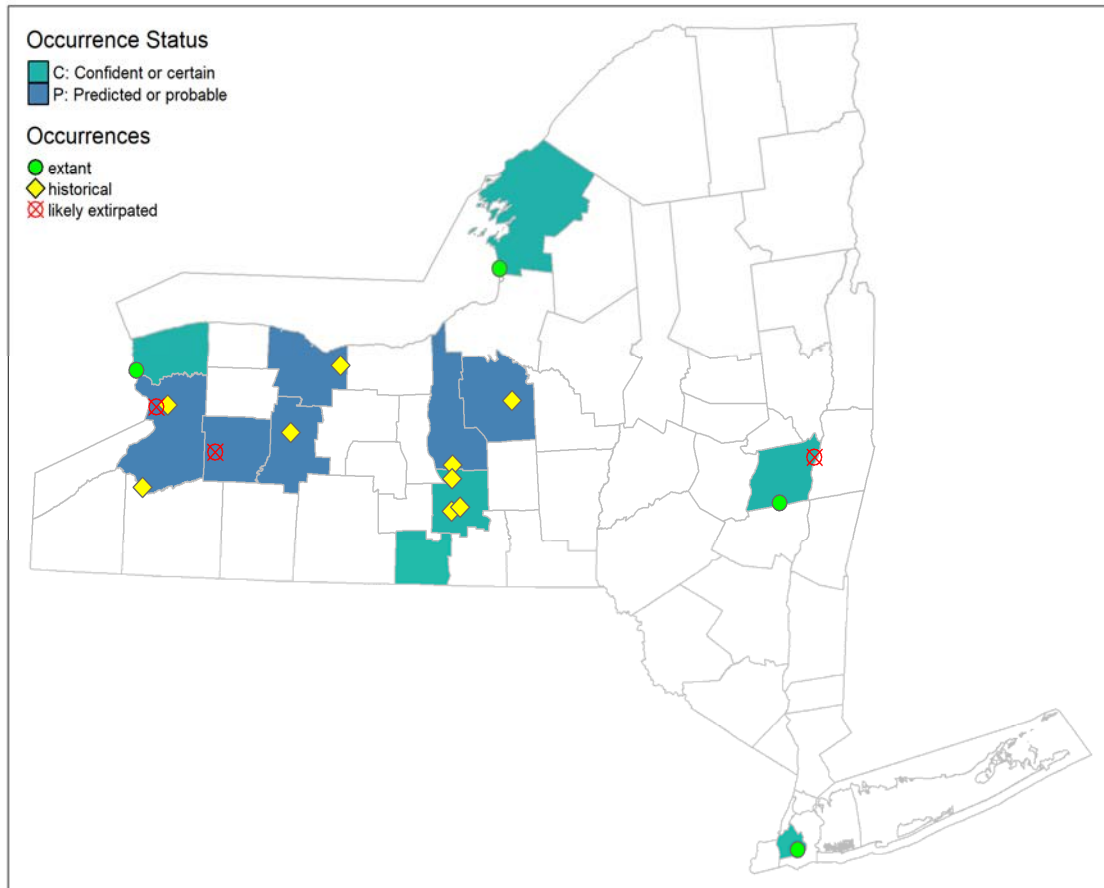 Occurrence Status
C: Confident or certain
P: Predicted or probable
Occurrences
extant
historical
likely extirpated